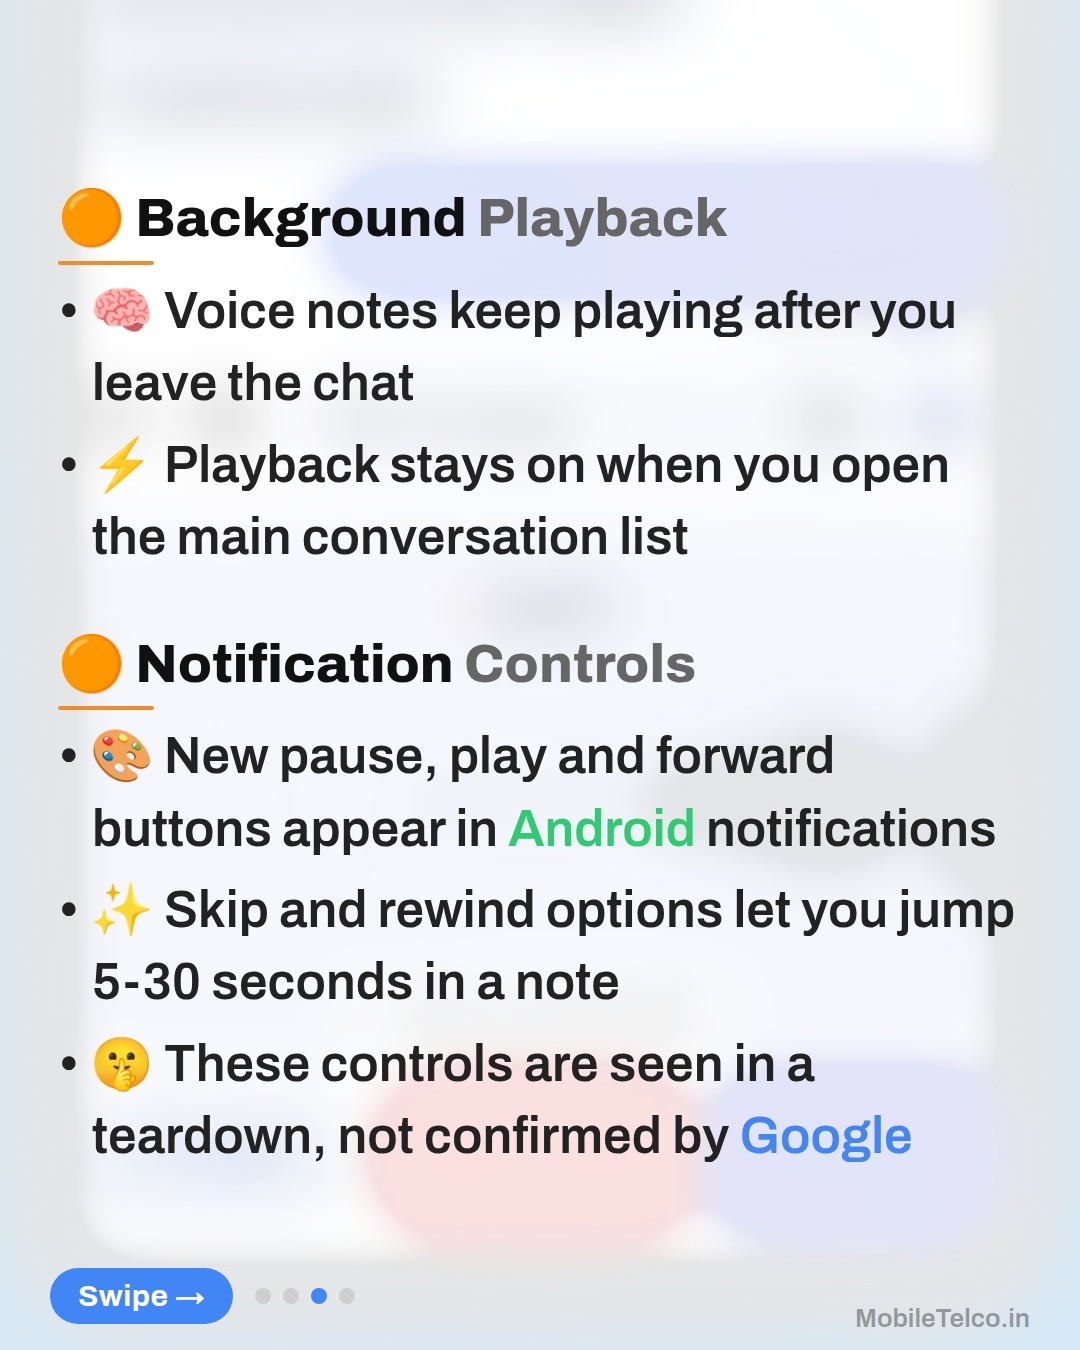 🟠 Background Playback
• 🧠 Voice notes keep playing after you
leave the chat
• ⚡ Playback stays on when you open
the main conversation list
🟠 Notification Controls
• 🎨 New pause, play and forward
buttons appear in Android notifications
• ✨ Skip and rewind options let you jump
5-30 seconds in a note
• 🤫 These controls are seen in a
teardown, not confirmed by Google
Swipe →
MobileTelco.in